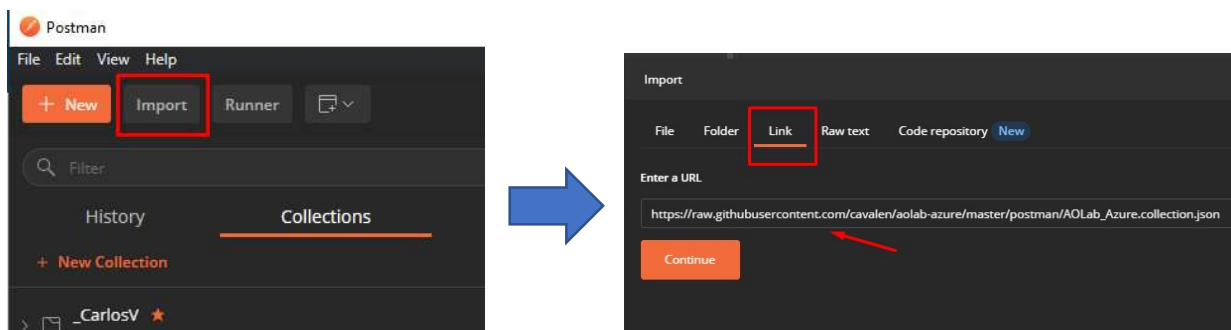 Postman
File Edit View Help
+ New Import Runner
Filter
History Collections
+ New Collection
_CarlosV
Import
File Folder Link Raw text Code repository New
Enter a URL
https://raw.githubusercontent.com/cavalen/aolab-azure/master/postman/AOLab_Azure.collection.json
Continue